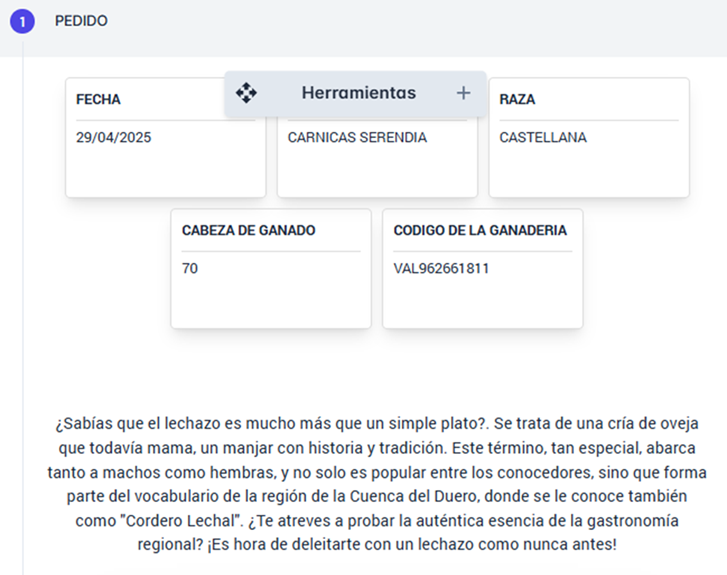 1 PEDIDO
Herramientas +
FECHA
29/04/2025
CARNICAS SERENDIA
RAZA
CASTELLANA
CABEZA DE GANADO
70
CODIGO DE LA GANADERIA
VAL962661811
¿Sabías que el lechazo es mucho más que un simple plato?. Se trata de una cría de oveja
que todavía mama, un manjar con historia y tradición. Este término, tan especial, abarca
tanto a machos como hembras, y no solo es popular entre los conocedores, sino que forma
parte del vocabulario de la región de la Cuenca del Duero, donde se le conoce también
como "Cordero Lechal". ¿Te atreves a probar la auténtica esencia de la gastronomía
regional? ¡Es hora de deleitarte con un lechazo como nunca antes!